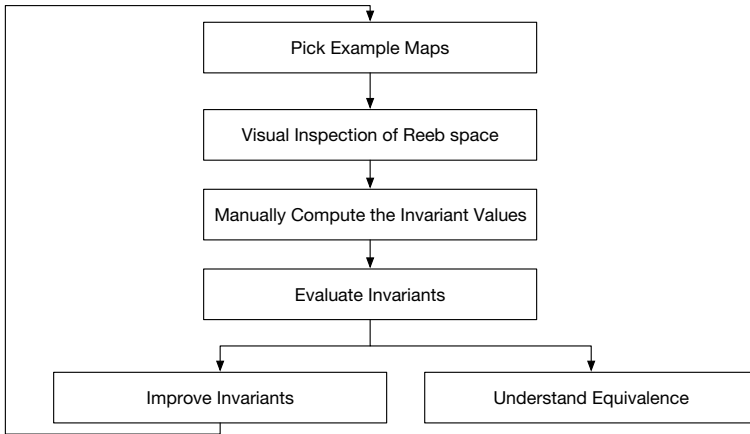 Pick Example Maps
Visual Inspection of Reeb space
Manually Compute the Invariant Values
Evaluate Invariants
Improve Invariants
Understand Equivalence